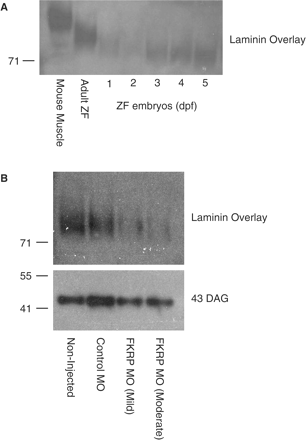 A
Laminin Overlay
71
Mouse Muscle
Adult ZF
1 2 3 4 5
ZF embryos (dpf)
B
Laminin Overlay
71
55
43 DAG
41
Non-Injected
Control MO
FKRP MO (Mild)
FKRP MO (Moderate)